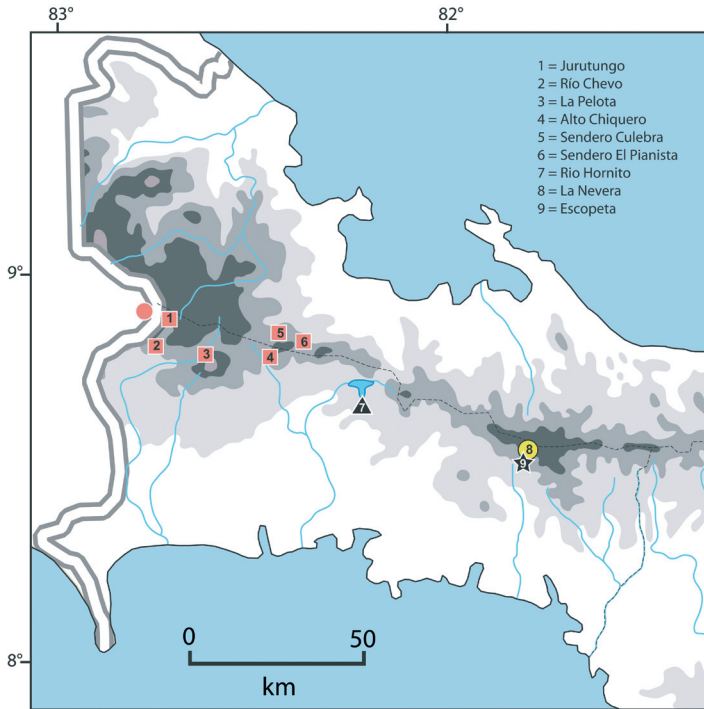 83°
82°
1 = Jurutungo
2 = Río Chevo
3 = La Pelota
4 = Alto Chiquero
5 = Sendero Culebra
6 = Sendero El Pianista
7 = Rio Hornito
8 = La Nevera
9 = Escopeta
9°
1
2
3
4
5
6
7
8
9
0
50
km
8°